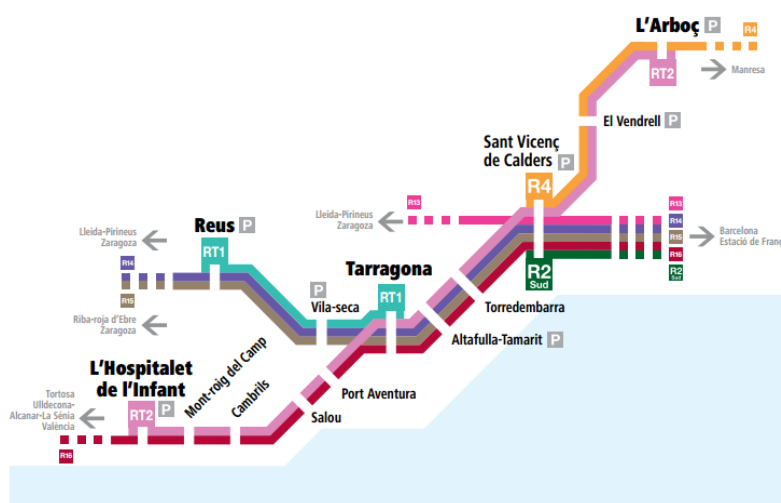 L'Arboç P
R4
RT2
Manresa
El Vendrell P
Sant Vicenç
de Calders P
R4
R13
Lleida-Pirineus
Zaragoza
R13
R14
R15
R16
R2
Sud
Barcelona
Estació de Franç
R2
Sud
Reus P
Lleida-Pirineus
Zaragoza
RT1
R14
R15
Riba-roja d'Ebre
Zaragoza
Tarragona
RT1
P
Vila-seca
Torredembarra
Altafulla-Tamarit P
L'Hospitalet
de l'Infant
RT2 P
Mont-roig del Camp
Cambrils
Port Aventura
Salou
Tortosa
Ulldecona-
Alcanar-La Sénia
València
R16